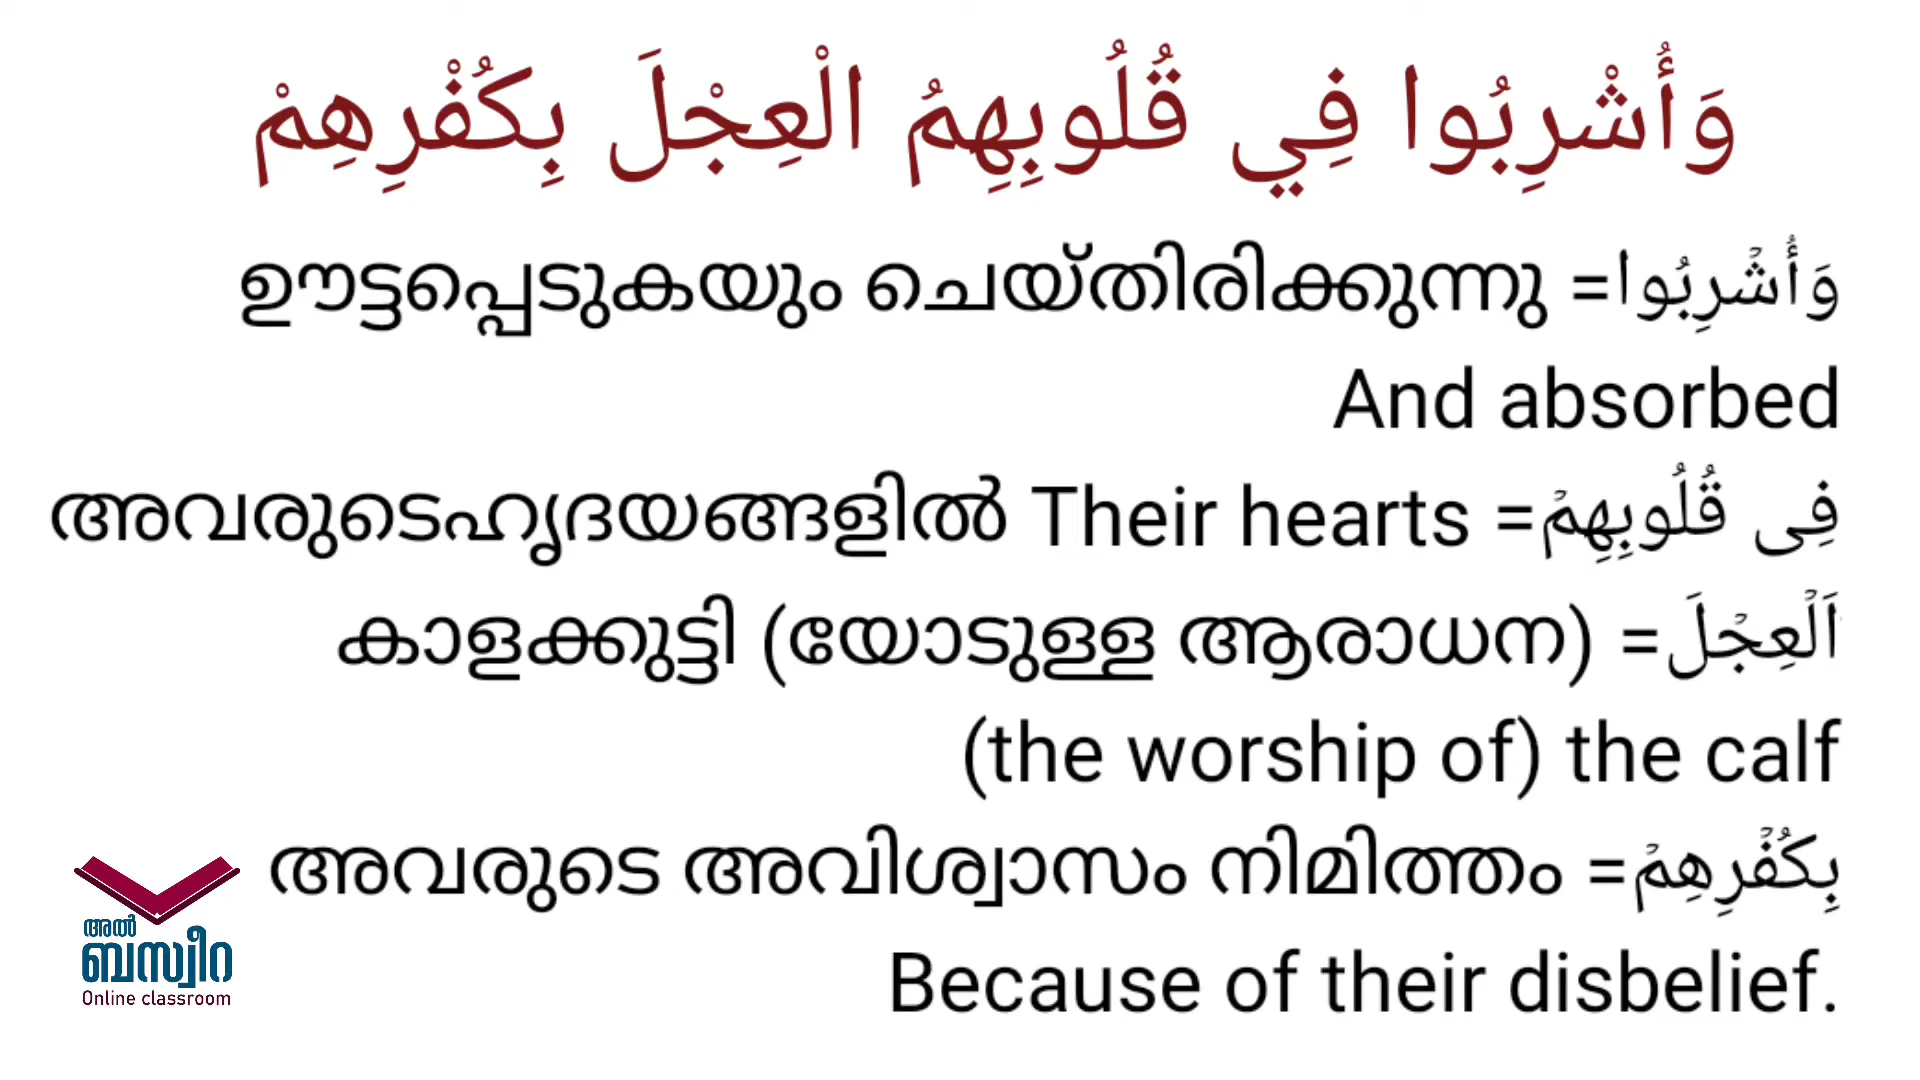 وَأُشْرِبُوا فِي قُلُوبِهِمُ الْعِجْلَ بِكُفْرِهِمْ
وَأُشْرِبُوا= ഊട്ടപ്പെടുകയും ചെയ്തിരിക്കുന്നു
And absorbed
فِى قُلُوبِهِمْ= Their hearts അവരുടെഹൃദയങ്ങളിൽ
اَلْعِجْلَ= കാളക്കുട്ടി (യോടുള്ള ആരാധന)
(the worship of) the calf
بِكُفْرِهِمْ= അവരുടെ അവിശ്വാസം നിമിത്തം
Because of their disbelief.
അൽ
ബസ്വീറ
Online classroom